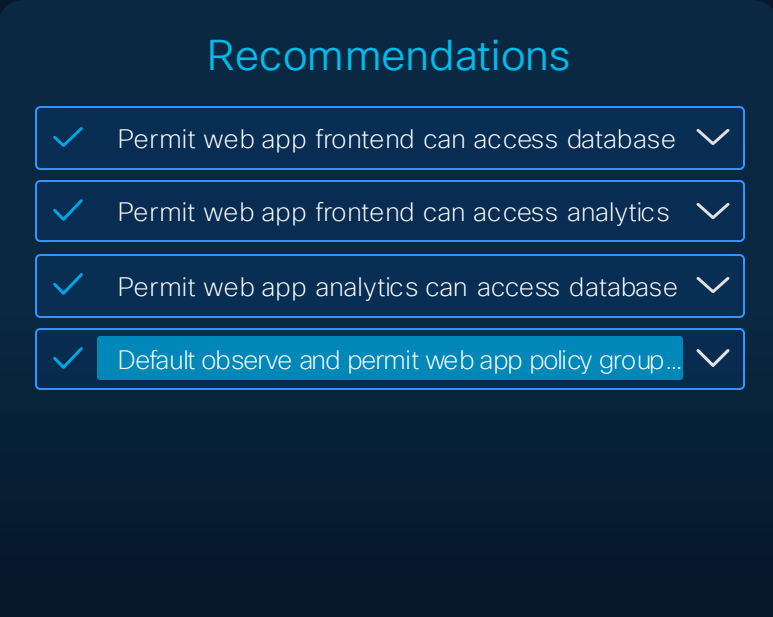 Recommendations
Permit web app frontend can access database
Permit web app frontend can access analytics
Permit web app analytics can access database
Default observe and permit web app policy group...